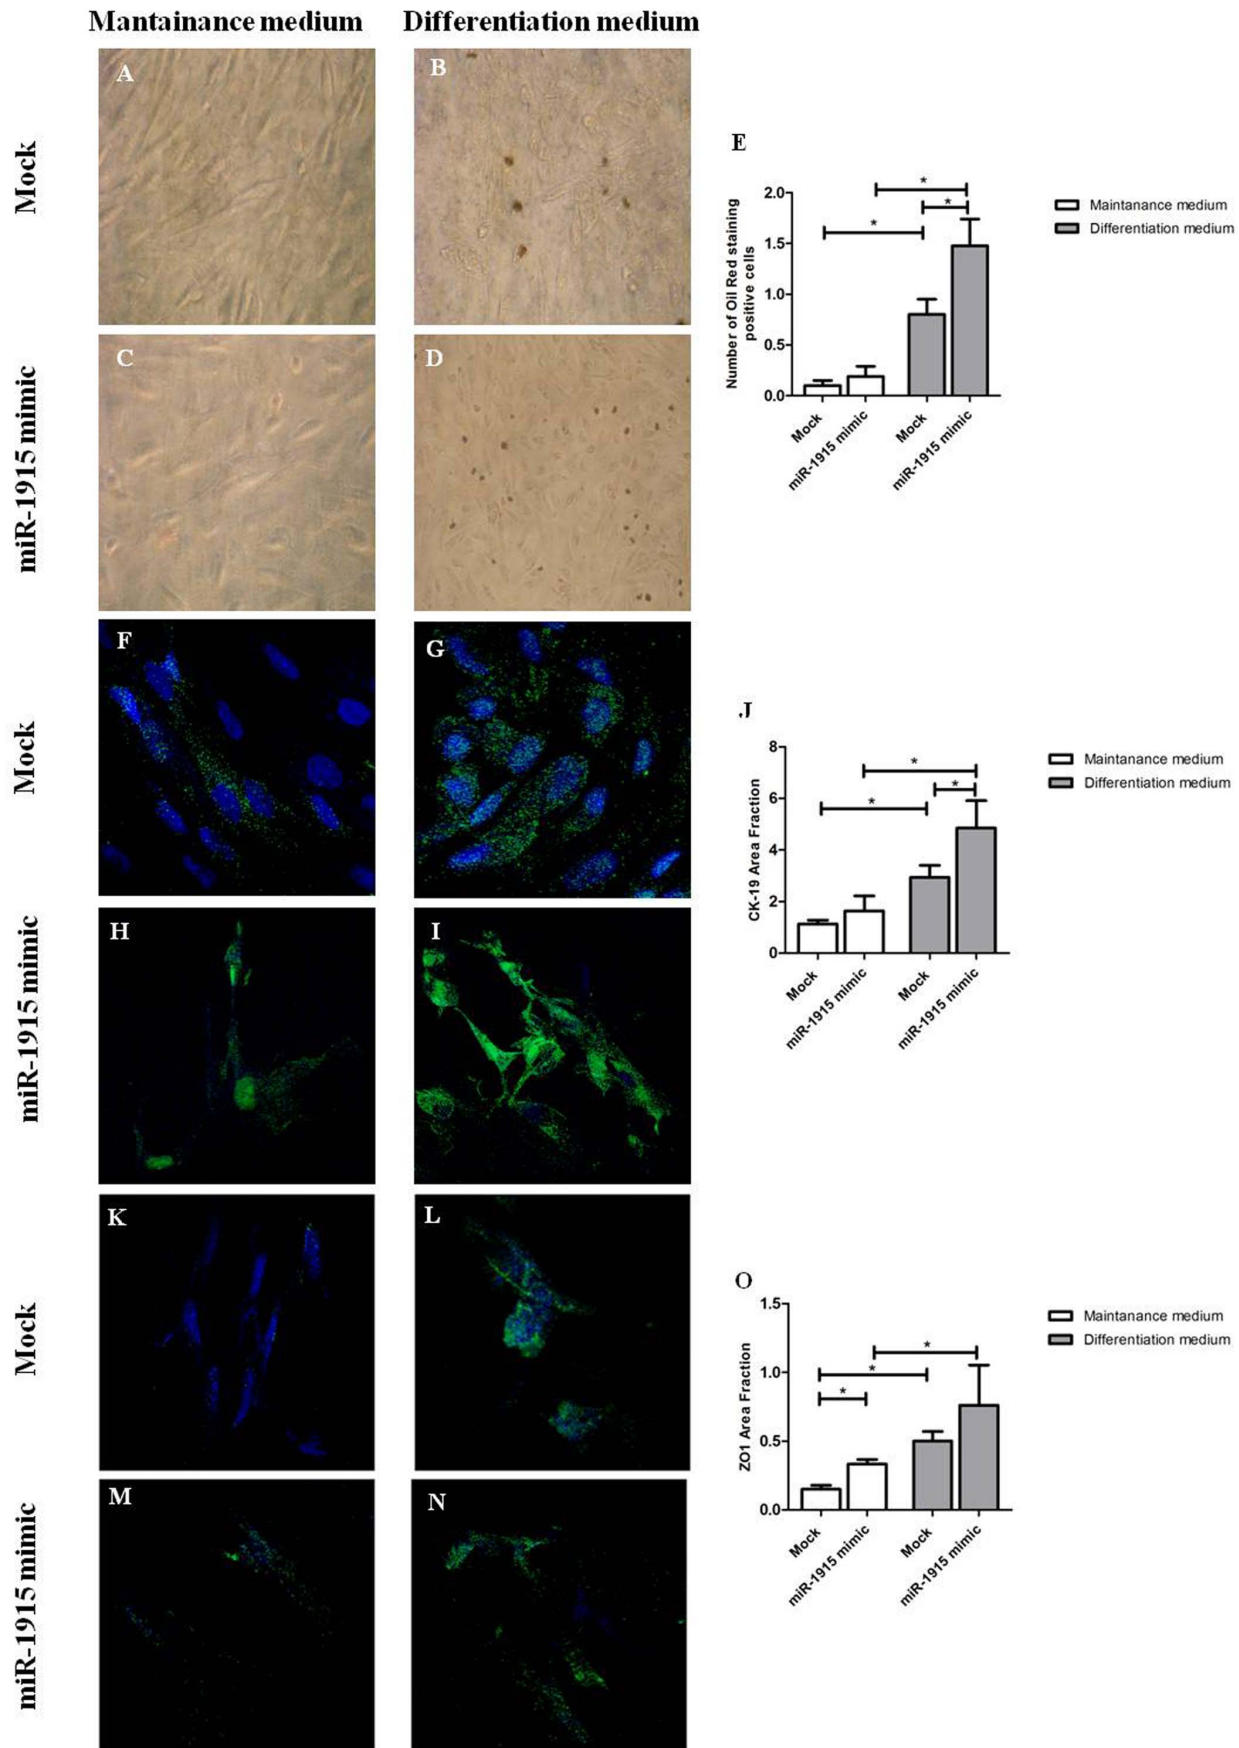 Mantainance medium
Differentiation medium
Mock
A
B
miR-1915 mimic
C
D
E
2.0
1.5
1.0
0.5
0.0
Number of Oil Red staining
positive cells
*
*
*
Mock
miR-1915 mimic
Mock
miR-1915 mimic
Maintanance medium
Differentiation medium
Mock
F
G
miR-1915 mimic
H
I
J
8
6
4
2
0
CK-19 Area Fraction
*
*
*
Mock
miR-1915 mimic
Mock
miR-1915 mimic
Maintanance medium
Differentiation medium
Mock
K
L
miR-1915 mimic
M
N
O
1.5
1.0
0.5
0.0
ZO1 Area Fraction
*
*
*
Mock
miR-1915 mimic
Mock
miR-1915 mimic
Maintanance medium
Differentiation medium